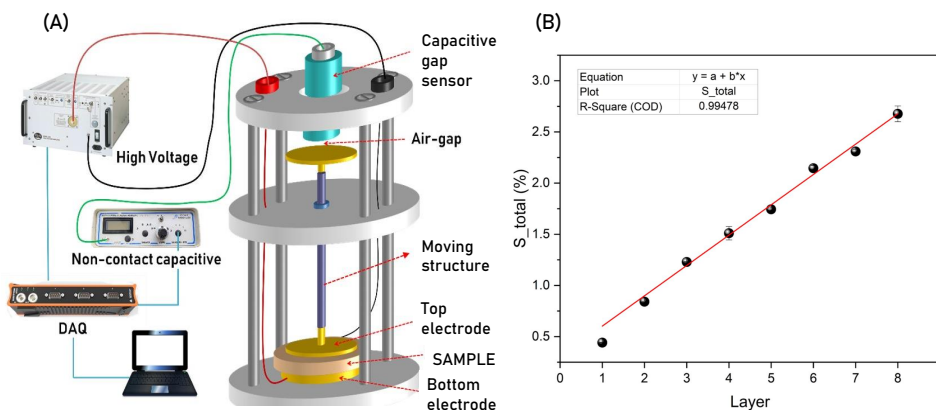 (A)
Capacitive
gap
sensor
Air-gap
High Voltage
Non-contact capacitive
Moving
structure
DAQ
Top
electrode
SAMPLE
Bottom
electrode
(B)
Equation y = a + b*x
Plot S_total
R-Square (COD) 0.99478
S_total (%)
3.0
2.5
2.0
1.5
1.0
0.5
0 1 2 3 4 5 6 7 8
Layer